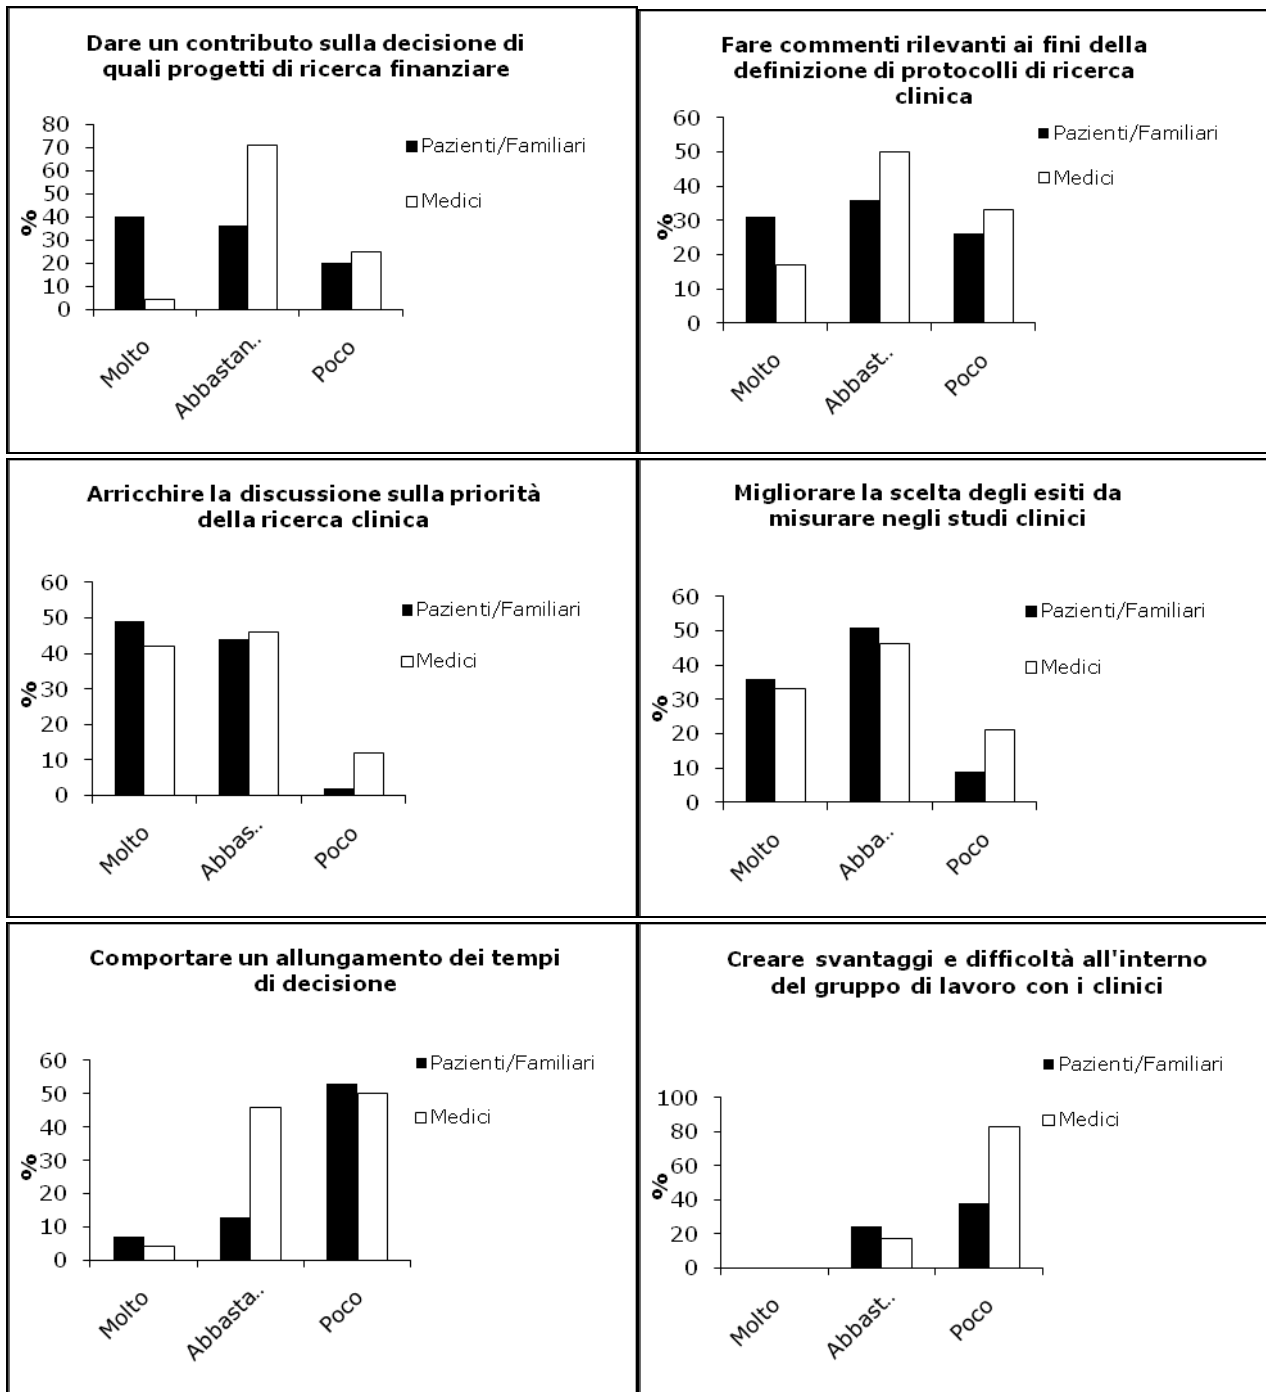 Dare un contributo sulla decisione di
quali progetti di ricerca finanziare
80
70
60
50
40
30
20
10
0
%
Pazienti/Familiari
Medici
Molto
Abbastan..
Poco
Fare commenti rilevanti ai fini della
definizione di protocolli di ricerca
clinica
60
50
40
30
20
10
0
%
Pazienti/Familiari
Medici
Molto
Abbast..
Poco
Arricchire la discussione sulla priorità
della ricerca clinica
60
50
40
30
20
10
0
%
Pazienti/Familiari
Medici
Molto
Abbas..
Poco
Migliorare la scelta degli esiti da
misurare negli studi clinici
60
50
40
30
20
10
0
%
Pazienti/Familiari
Medici
Molto
Abba..
Poco
Comportare un allungamento dei tempi
di decisione
60
50
40
30
20
10
0
%
Pazienti/Familiari
Medici
Molto
Abbasta..
Poco
Creare svantaggi e difficoltà all'interno
del gruppo di lavoro con i clinici
100
80
60
40
20
0
%
Pazienti/Familiari
Medici
Molto
Abbast..
Poco